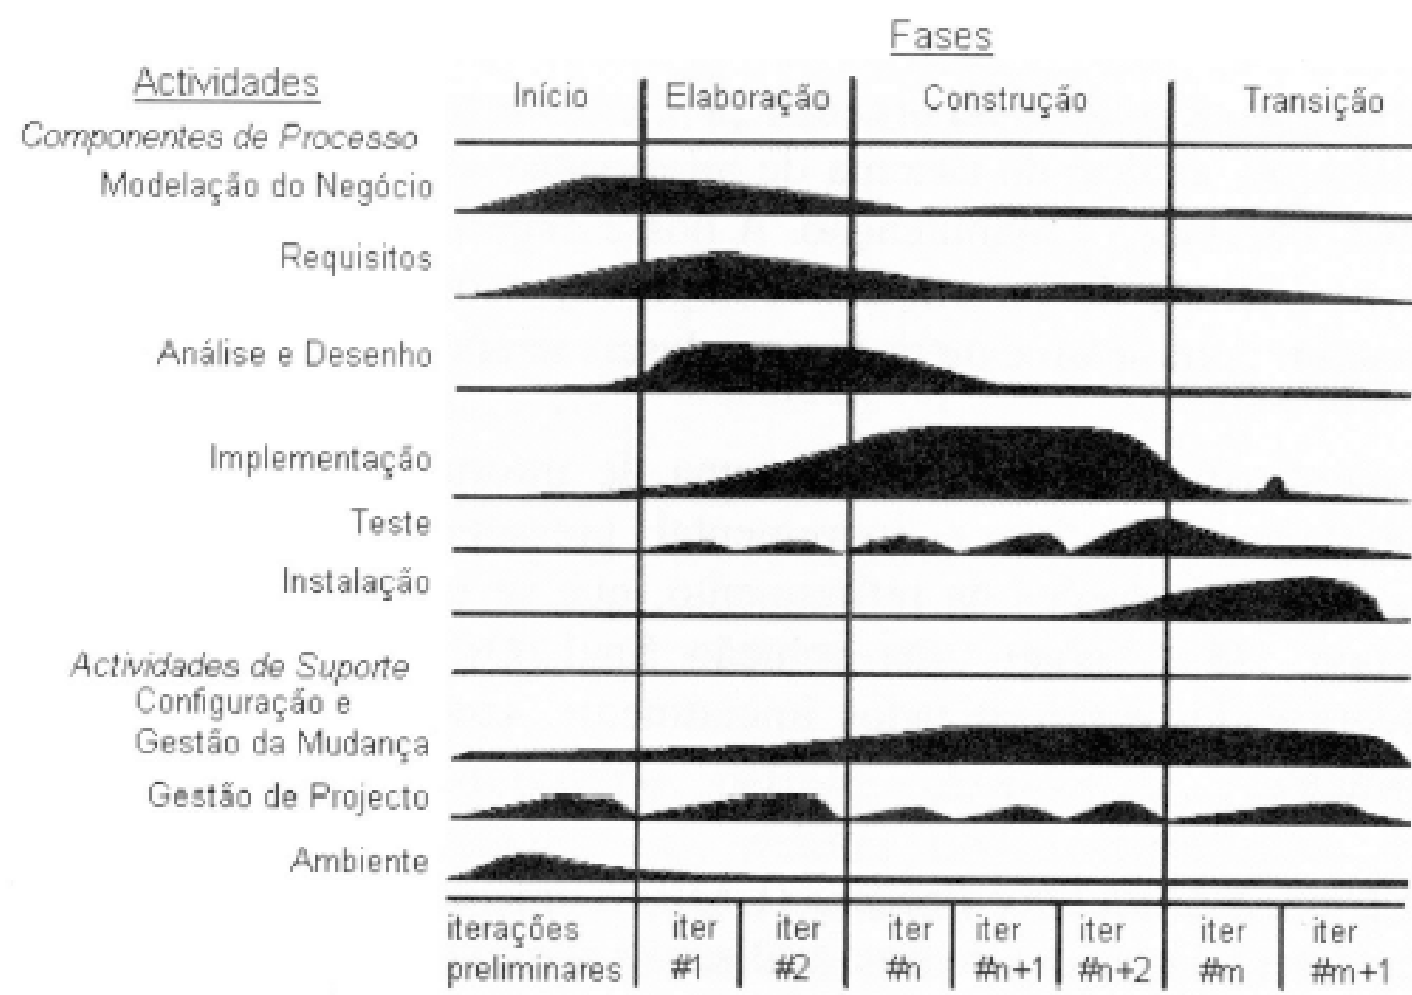 Fases
Actividades
Início Elaboração Construção Transição
Componentes de Processo
Modelação do Negócio
Requisitos
Análise e Desenho
Implementação
Teste
Instalação
Actividades de Suporte
Configuração e
Gestão da Mudança
Gestão de Projecto
Ambiente
iterações iter iter iter iter iter iter iter
preliminares #1 #2 #n #n+1 #n+2 #m #m+1